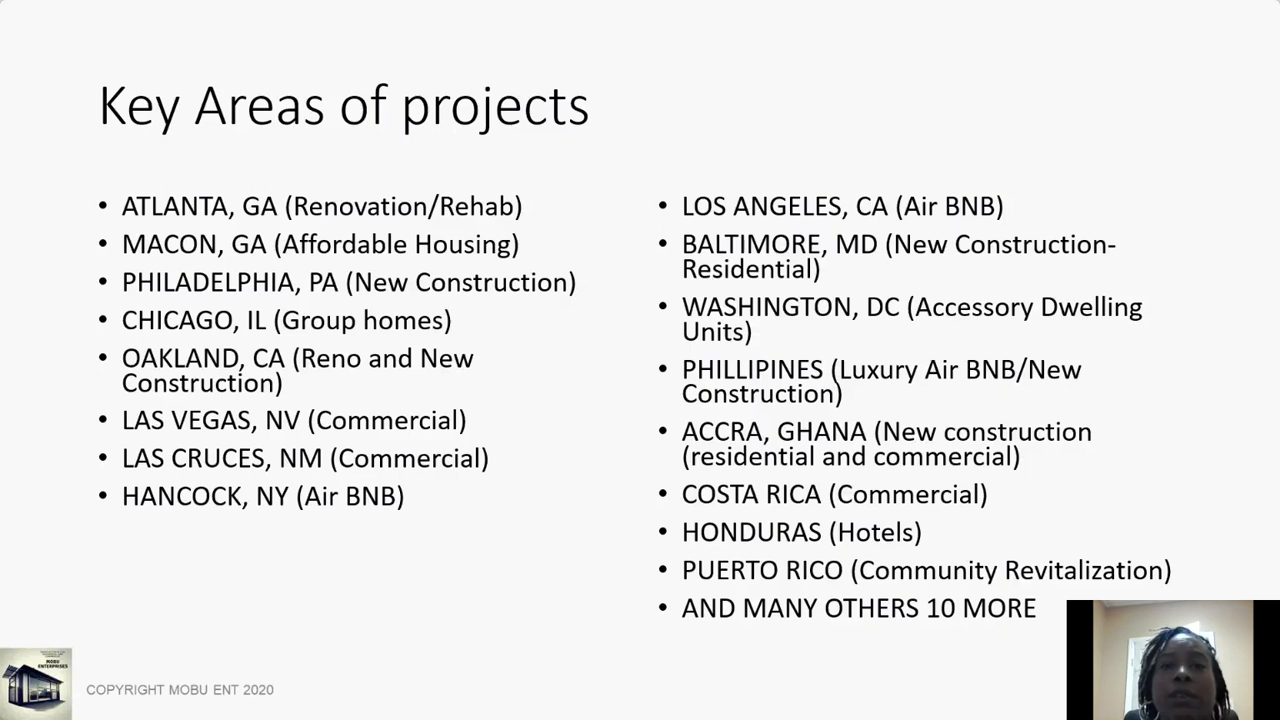 Key Areas of projects
• ATLANTA, GA (Renovation/Rehab)
• MACON, GA (Affordable Housing)
• PHILADELPHIA, PA (New Construction)
• CHICAGO, IL (Group homes)
• OAKLAND, CA (Reno and New
Construction)
• LAS VEGAS, NV (Commercial)
• LAS CRUCES, NM (Commercial)
• HANCOCK, NY (Air BNB)
• LOS ANGELES, CA (Air BNB)
• BALTIMORE, MD (New Construction-
Residential)
• WASHINGTON, DC (Accessory Dwelling
Units)
• PHILLIPINES (Luxury Air BNB/New
Construction)
• ACCRA, GHANA (New construction
(residential and commercial)
• COSTA RICA (Commercial)
• HONDURAS (Hotels)
• PUERTO RICO (Community Revitalization)
• AND MANY OTHERS 10 MORE
MOBU
ENTERPRISES
COPYRIGHT MOBU ENT 2020